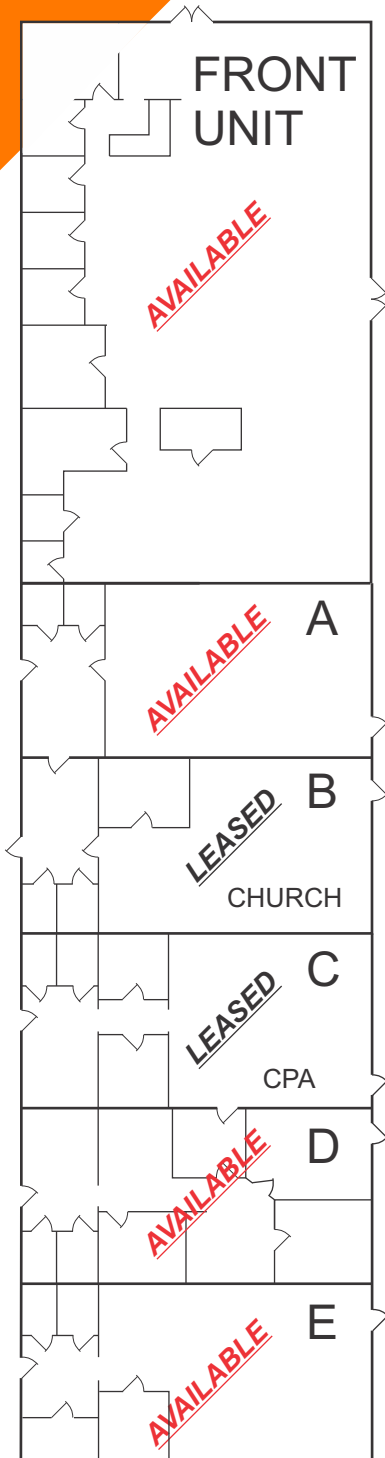 FRONT
UNIT
AVAILABLE
A
AVAILABLE
B
LEASED
CHURCH
C
LEASED
CPA
D
AVAILABLE
E
AVAILABLE